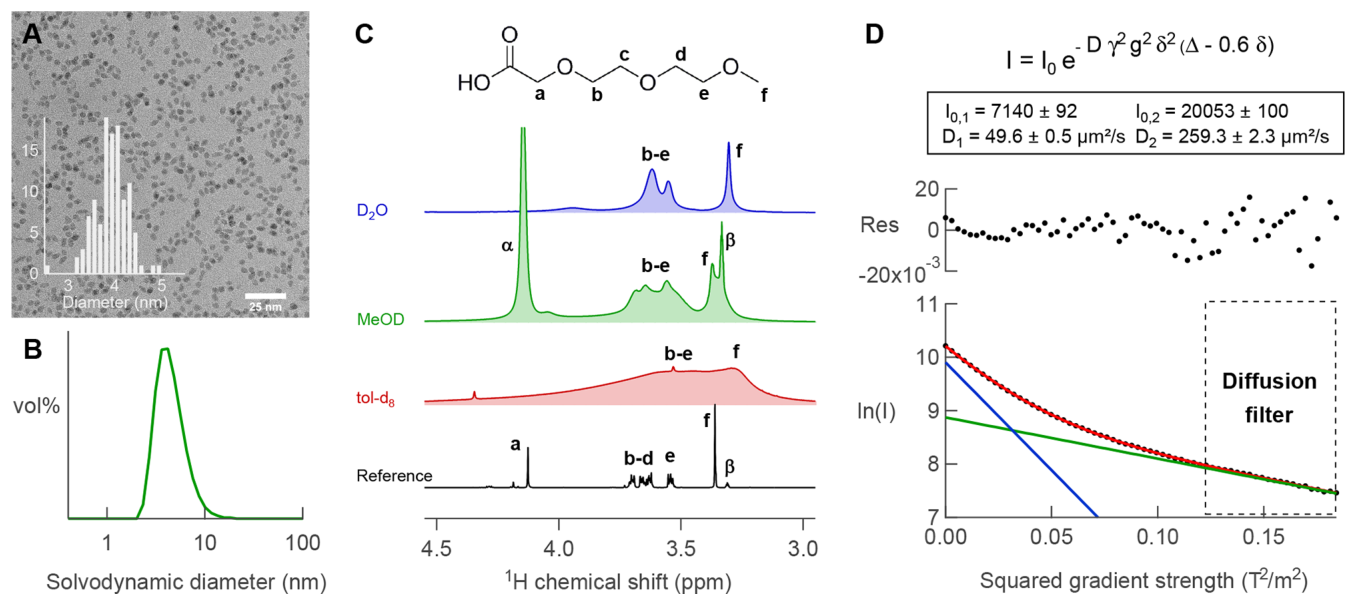 A
15
10
5
0
3 4 5
Diameter (nm)
25 nm
B
vol%
1 10 100
Solvodynamic diameter (nm)
C
O
HO
O
O
O
a
b
c
d
e
f
b-e
f
D₂O
α
b-e
f
β
MeOD
b-e
f
tol-d₈
a
b-d
e
f
β
Reference
4.5 4.0 3.5 3.0
¹H chemical shift (ppm)
D
I = I₀ e^- D γ² g² δ² (Δ - 0.6 δ)
I₀,₁ = 7140 ± 92 I₀,₂ = 20053 ± 100
D₁ = 49.6 ± 0.5 µm²/s D₂ = 259.3 ± 2.3 µm²/s
20
Res 0
-20x10⁻³
11
10
ln(I) 9
8
7
Diffusion
filter
0.00 0.05 0.10 0.15
Squared gradient strength (T²/m²)